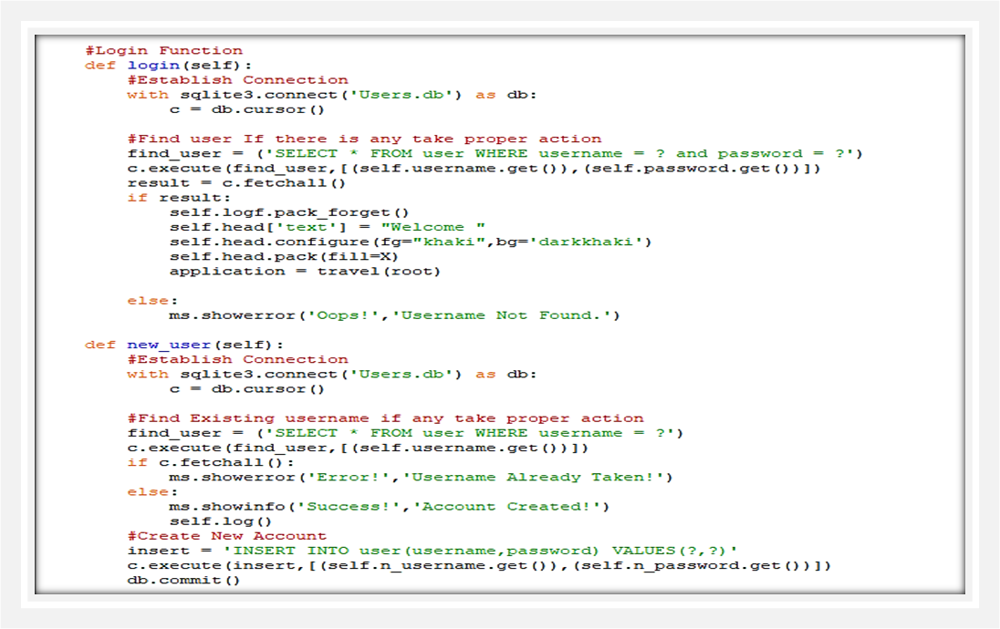 #Login Function
def login(self):
#Establish Connection
with sqlite3.connect('Users.db') as db:
c = db.cursor()
#Find user If there is any take proper action
find_user = ('SELECT * FROM user WHERE username = ? and password = ?')
c.execute(find_user,[(self.username.get()),(self.password.get())])
result = c.fetchall()
if result:
self.logf.pack_forget()
self.head['text'] = "Welcome "
self.head.configure(fg="khaki",bg='darkkhaki')
self.head.pack(fill=X)
application = travel(root)
else:
ms.showerror('Oops!','Username Not Found.')
def new_user(self):
#Establish Connection
with sqlite3.connect('Users.db') as db:
c = db.cursor()
#Find Existing username if any take proper action
find_user = ('SELECT * FROM user WHERE username = ?')
c.execute(find_user,[(self.username.get())])
if c.fetchall():
ms.showerror('Error!','Username Already Taken!')
else:
ms.showinfo('Success!','Account Created!')
self.log()
#Create New Account
insert = 'INSERT INTO user(username,password) VALUES(?,?)'
c.execute(insert,[(self.n_username.get()),(self.n_password.get())])
db.commit()